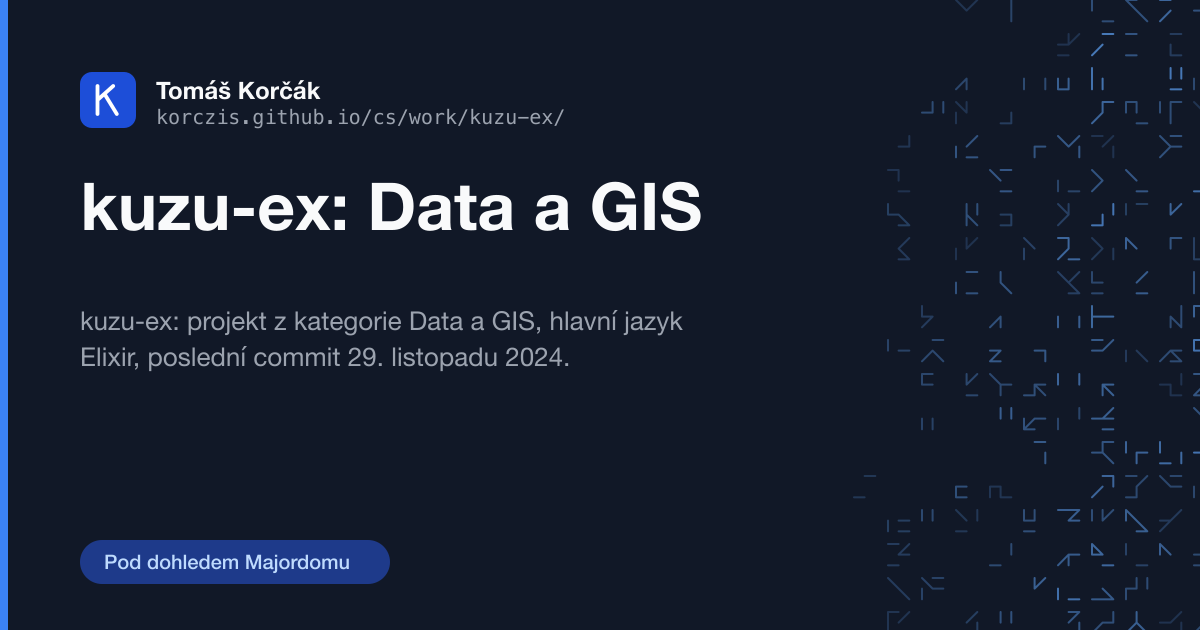 K
Tomáš Korčák
korczis.github.io/cs/work/kuzu-ex/
kuzu-ex: Data a GIS
kuzu-ex: projekt z kategorie Data a GIS, hlavní jazyk
Elixir, poslední commit 29. listopadu 2024.
Pod dohledem Majordomu